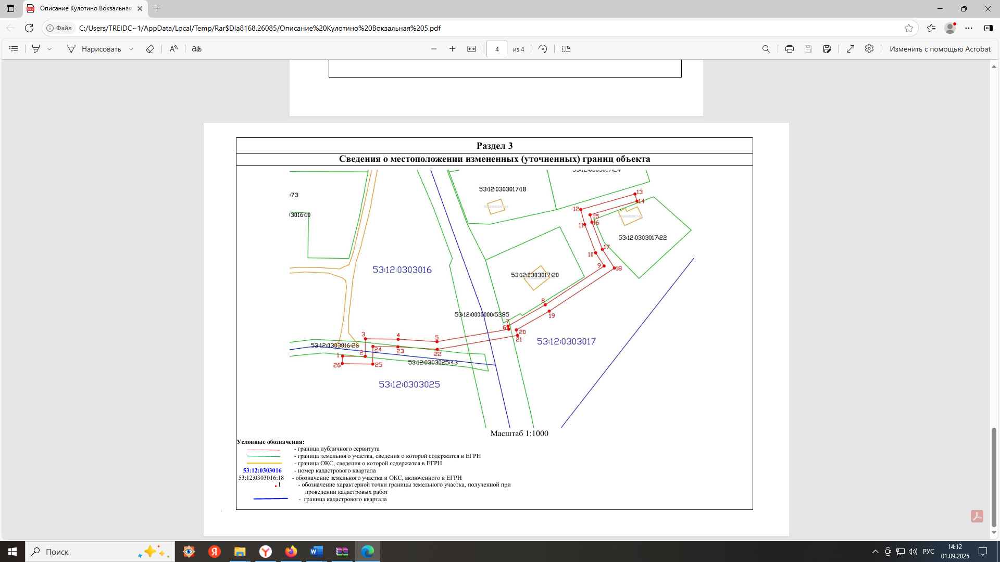 Описание Кулотино Вокзальная
Файл
C:/Users/TREIDC~1/AppData/Local/Temp/Rar$DIa8168.26085/Описание%20Кулотино%20Вокзальная%205.pdf
Нарисовать
4 из 4
Изменить с помощью Acrobat
Раздел 3
Сведения о местоположении измененных (уточненных) границ объекта
53:12:0303017:24
53:12:0303017:18
13
:73
14
12
3016:10
15
11
16
53:12:0303017:22
17
10
9
18
53:12:0303016
53:12:0303017:20
8
53:12:0000000:5385
19
7
6
20
3
4
5
21
53:12:0303017
53:12:0303016:26
24
23
22
2
1
53:12:0303025:43
26
25
53:12:0303025
Масштаб 1:1000
Условные обозначения:
- граница публичного сервитута
- граница земельного участка, сведения о которой содержатся в ЕГРН
- граница ОКС, сведения о которой содержатся в ЕГРН
53:12:0303016 - номер кадастрового квартала
53:12:0303016:18 - обозначение земельного участка и ОКС, включенного в ЕГРН
1 - обозначение характерной точки границы земельного участка, полученной при
проведении кадастровых работ
- граница кадастрового квартала
Поиск
РУС
14:12
01.09.2025